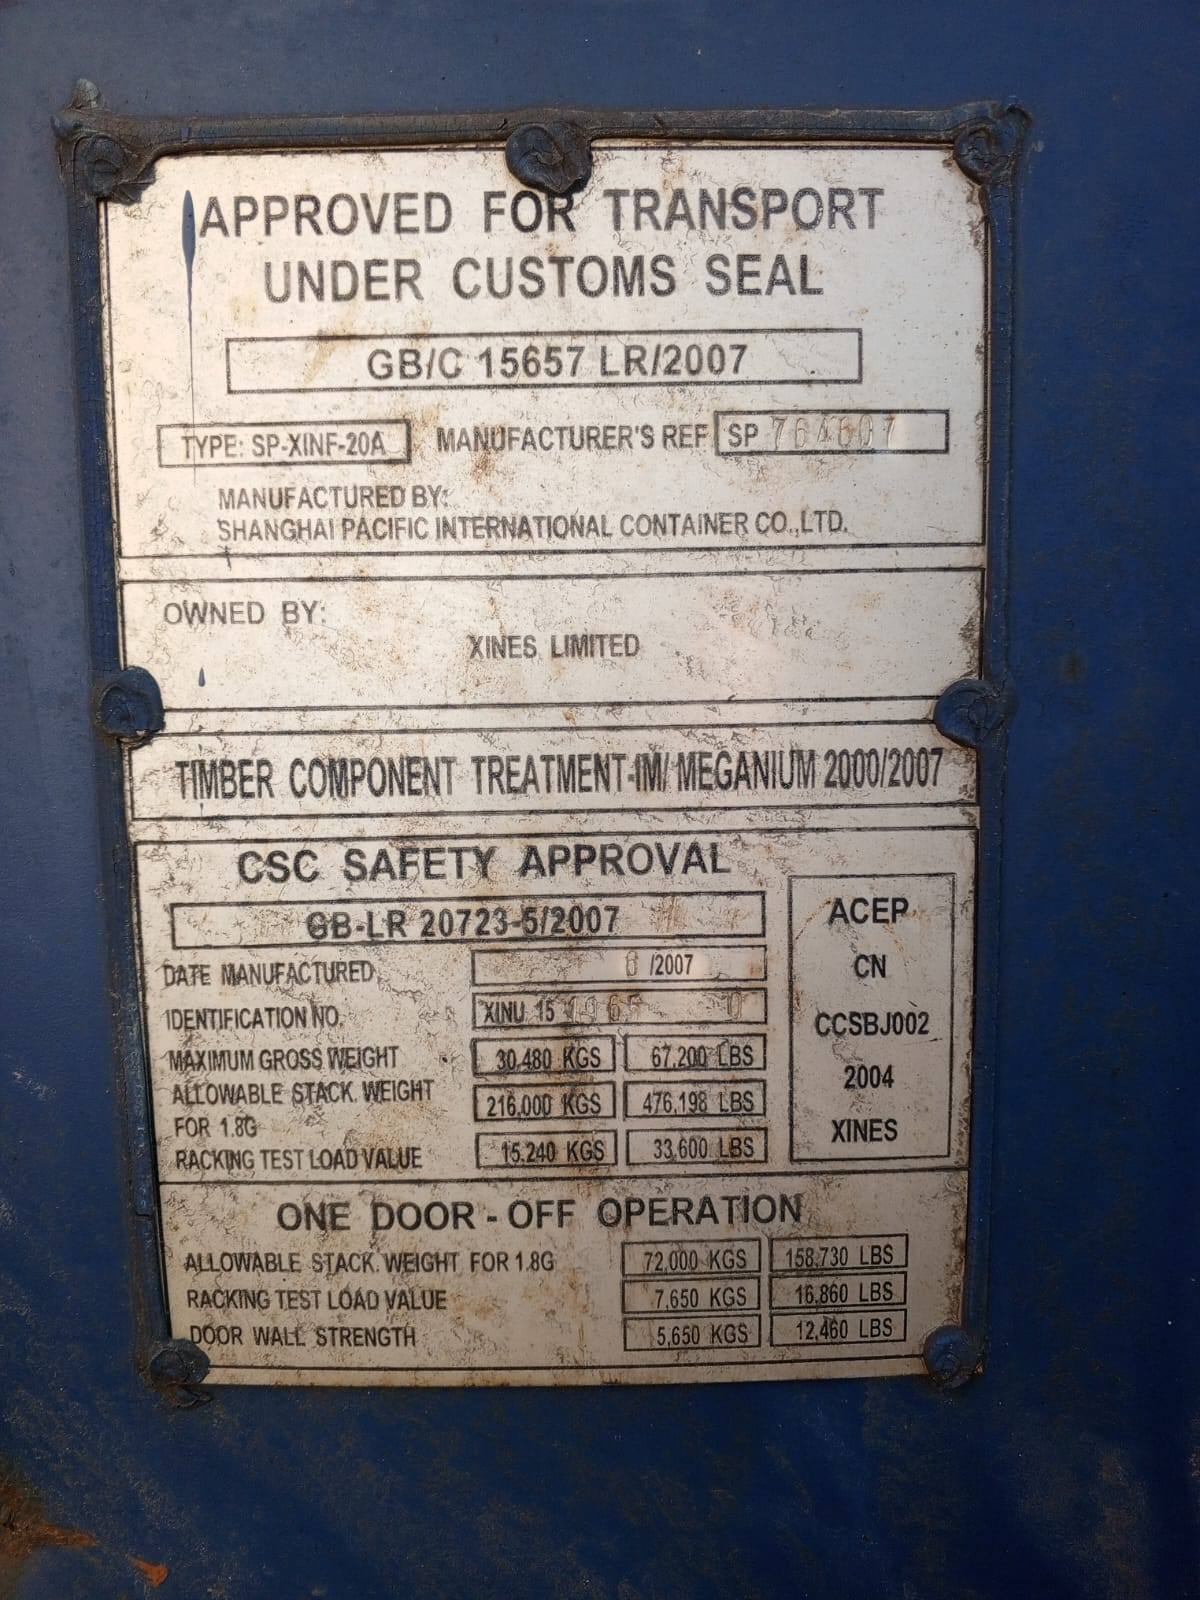 APPROVED FOR TRANSPORT
UNDER CUSTOMS SEAL
GB/C 15657 LR/2007
TYPE: SP-XINF-20A MANUFACTURER'S REF SP
MANUFACTURED BY:
SHANGHAI PACIFIC INTERNATIONAL CONTAINER CO.,LTD.
OWNED BY:
XINES LIMITED
TIMBER COMPONENT TREATMENT-IM/ MEGANIUM 2000/2007
CSC SAFETY APPROVAL
GB-LR 20723-5/2007
DATE MANUFACTURED /2007
IDENTIFICATION NO. XINU 15
MAXIMUM GROSS WEIGHT 30,480 KGS 67,200 LBS
ALLOWABLE STACK. WEIGHT 216,000 KGS 476,198 LBS
FOR 1.8G
RACKING TEST LOAD VALUE 15,240 KGS 33,600 LBS
ACEP
CN
CCSBJ002
2004
XINES
ONE DOOR - OFF OPERATION
ALLOWABLE STACK. WEIGHT FOR 1.8G 72,000 KGS 158,730 LBS
RACKING TEST LOAD VALUE 7,650 KGS 16,860 LBS
DOOR WALL STRENGTH 5,650 KGS 12,460 LBS